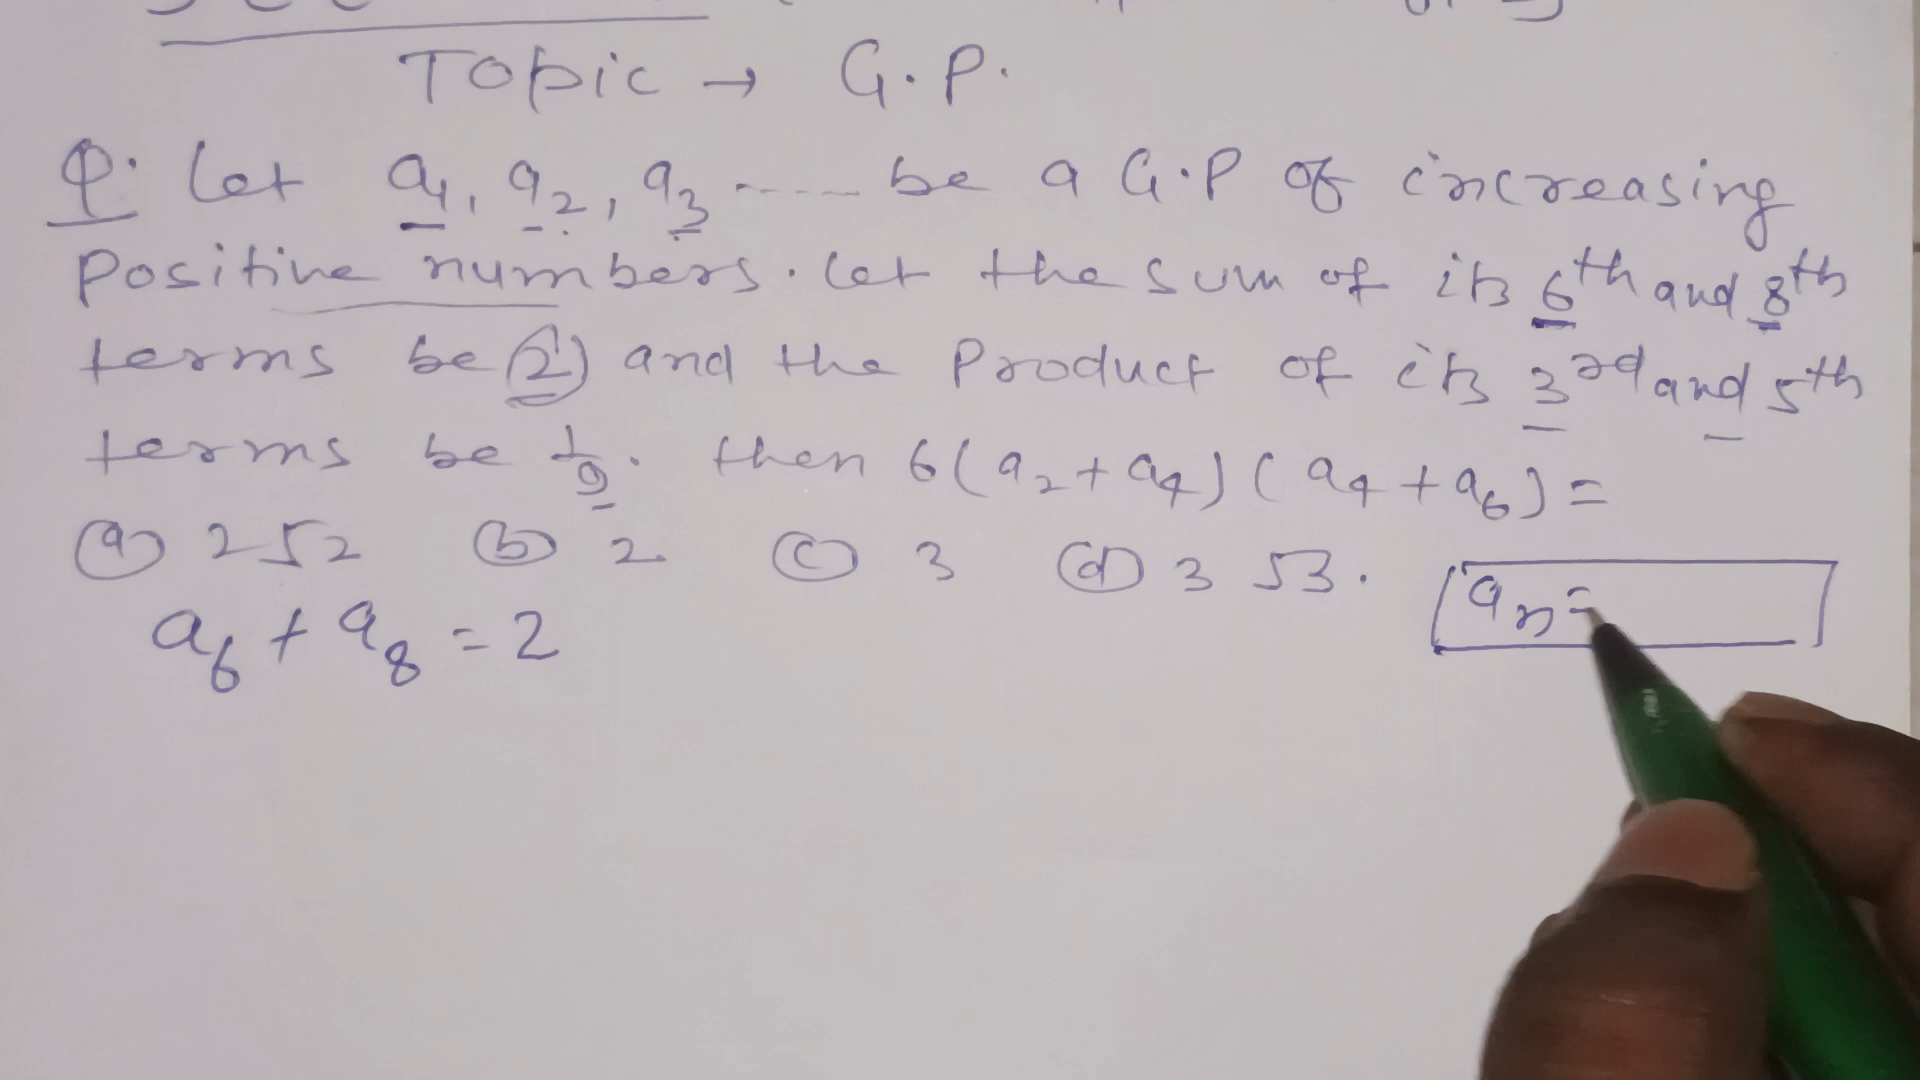 Topic → G.P.
Q. Let a1, a2, a3 ----- be a G.P of increasing
Positive numbers. Let the sum of its 6th and 8th
terms be 2 and the Product of its 3rd and 5th
terms be 1/9. then 6(a2+a4)(a4+a6)=
(a) 2√2 (b) 2 (c) 3 (d) 3√3.
an=
a6+a8=2